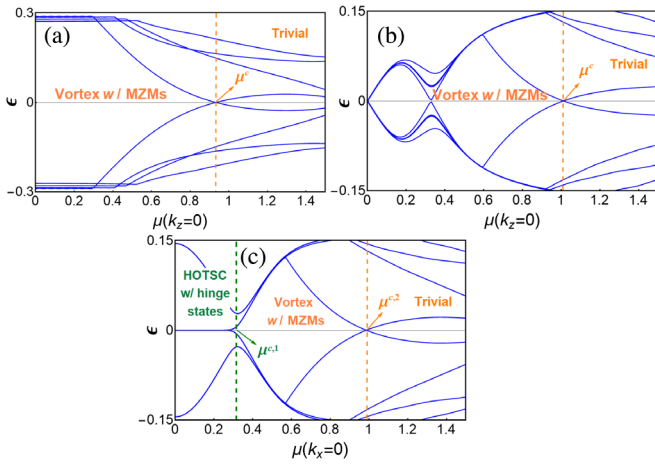 0.3
(a)
Trivial
ϵ
0
Vortex w/ MZMs
μᶜ
−0.3
0 0.2 0.4 0.6 0.8 1 1.2 1.4
μ(k_z=0)
0.15
(b)
μᶜ
ϵ
0
Vortex w/ MZMs
Trivial
-0.15
0 0.2 0.4 0.6 0.8 1 1.2 1.4
μ(k_z=0)
0.15
(c)
HOTSC
w/ hinge
states
Vortex
w/ MZMs
Trivial
μ^{c,2}
ϵ
0
μ^{c,1}
-0.15
0 0.2 0.4 0.6 0.8 1 1.2 1.4
μ(k_x=0)